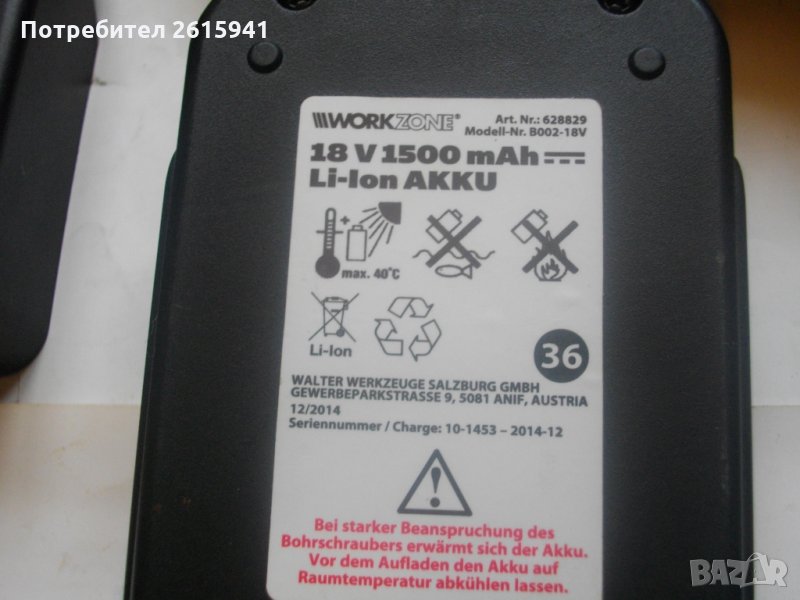 Потребител 2615941
WORKZONE®
Art. Nr.: 628829
Modell-Nr. B002-18V
18 V 1500 mAh
Li-Ion AKKU
max. 40°C
Li-Ion
36
WALTER WERKZEUGE SALZBURG GMBH
GEWERBEPARKSTRASSE 9, 5081 ANIF, AUSTRIA
12/2014
Seriennummer / Charge: 10-1453 – 2014-12
Bei starker Beanspruchung des
Bohrschraubers erwärmt sich der Akku.
Vor dem Aufladen den Akku auf
Raumtemperatur abkühlen lassen.
BAZAR